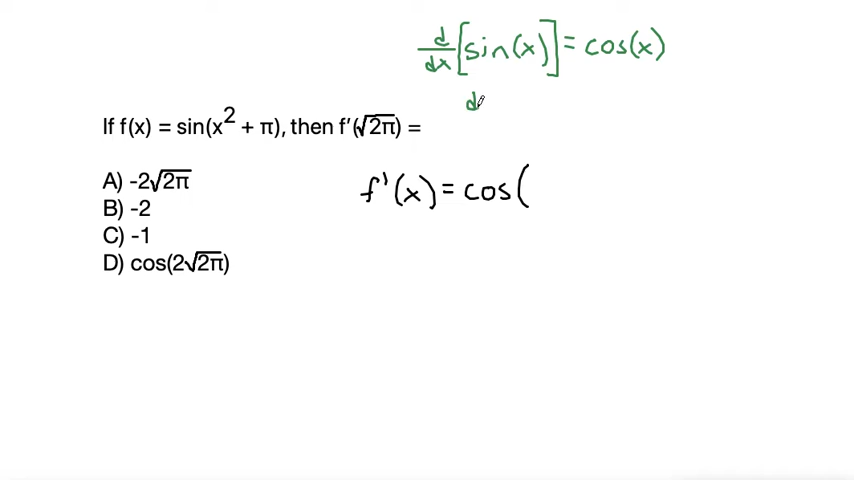 d/dx [sin(x)] = cos(x)
d
If f(x) = sin(x² + π), then f'(√2π) =
A) -2√2π
B) -2
C) -1
D) cos(2√2π)
f'(x) = cos(